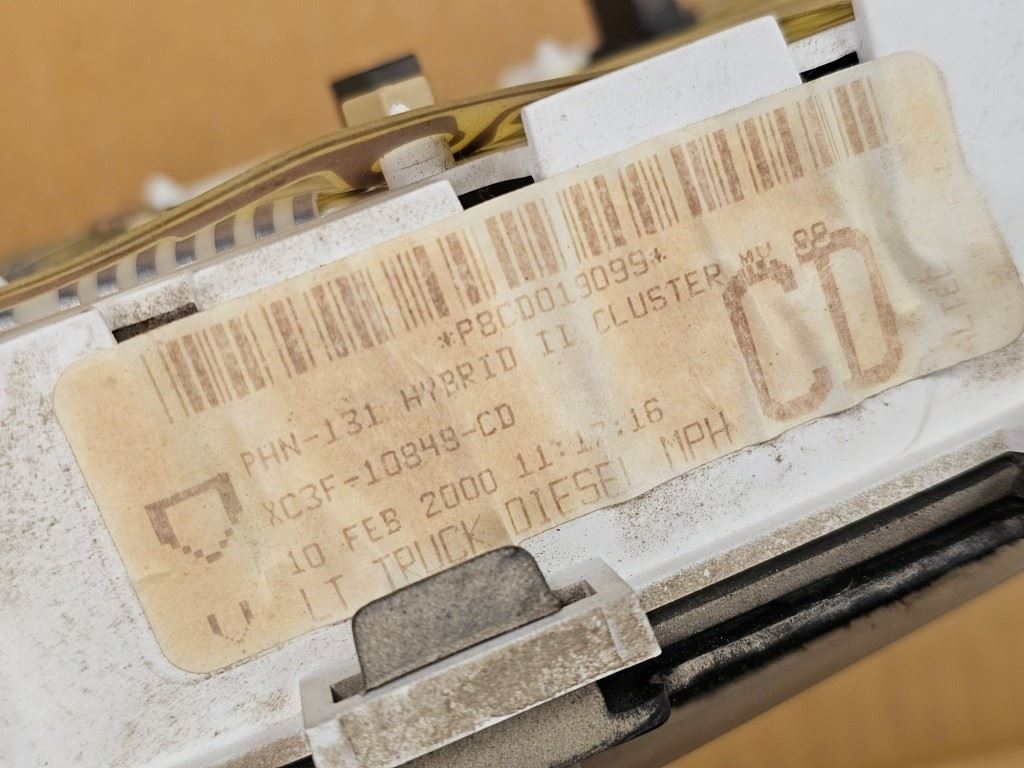 *P8CD019099*
PHN-131 HYBRID II CLUSTER MY 99
XC3F-10849-CD
10 FEB 2000 11:17:16
LT TRUCK DIESEL MPH
CD